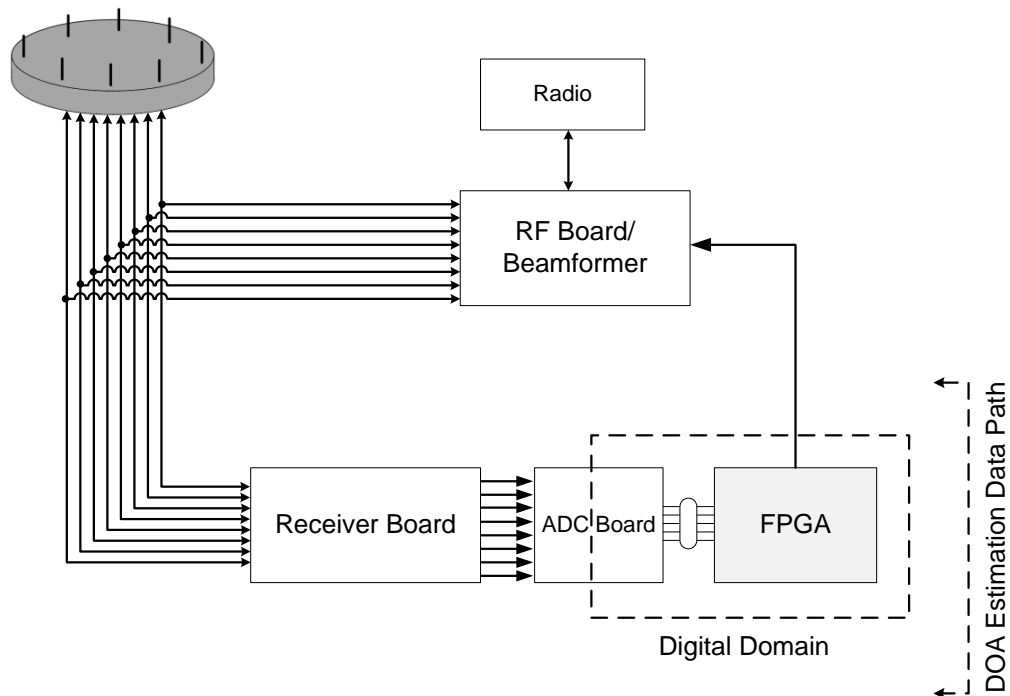 Radio
RF Board/
Beamformer
Receiver Board
ADC Board
FPGA
Digital Domain
DOA Estimation Data Path